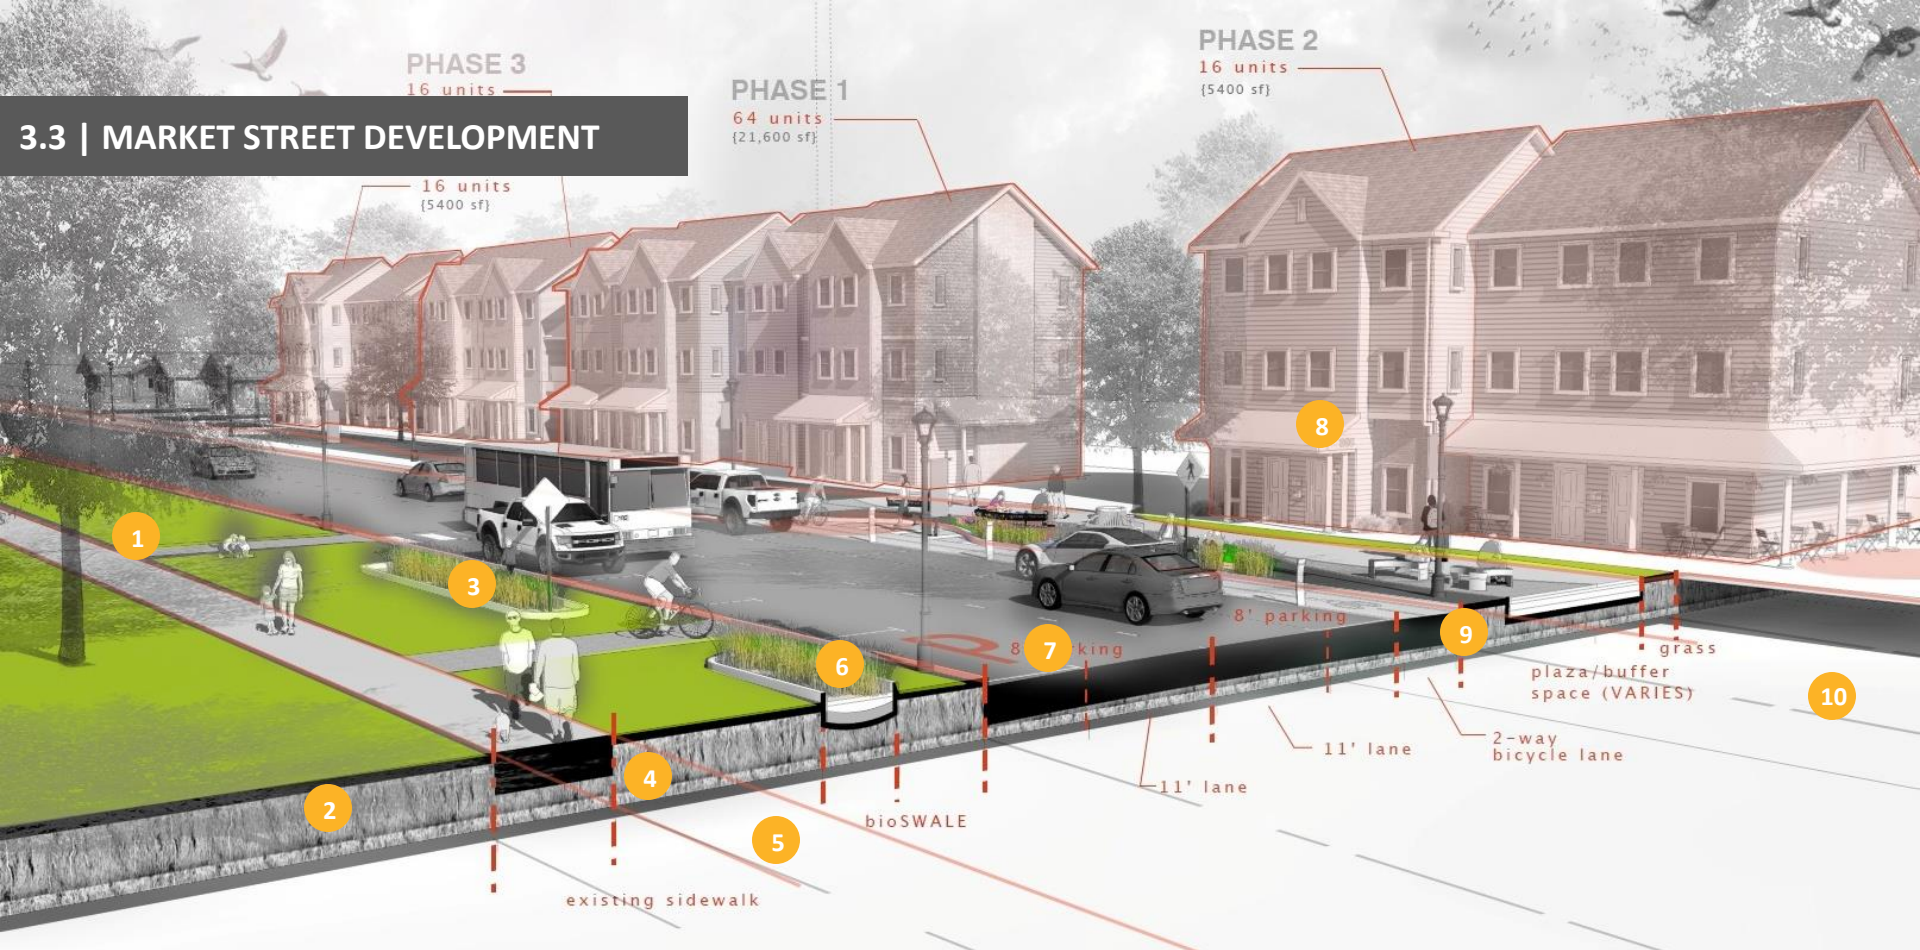 PHASE 3
16 units
3.3 | MARKET STREET DEVELOPMENT
16 units
{5400 sf}
PHASE 1
64 units
{21,600 sf}
PHASE 2
16 units
{5400 sf}
1
2
3
4
5
6
7
8
9
10
8' parking
8 king
grass
plaza/buffer
space (VARIES)
2-way
bicycle lane
11' lane
11' lane
bioSWALE
existing sidewalk